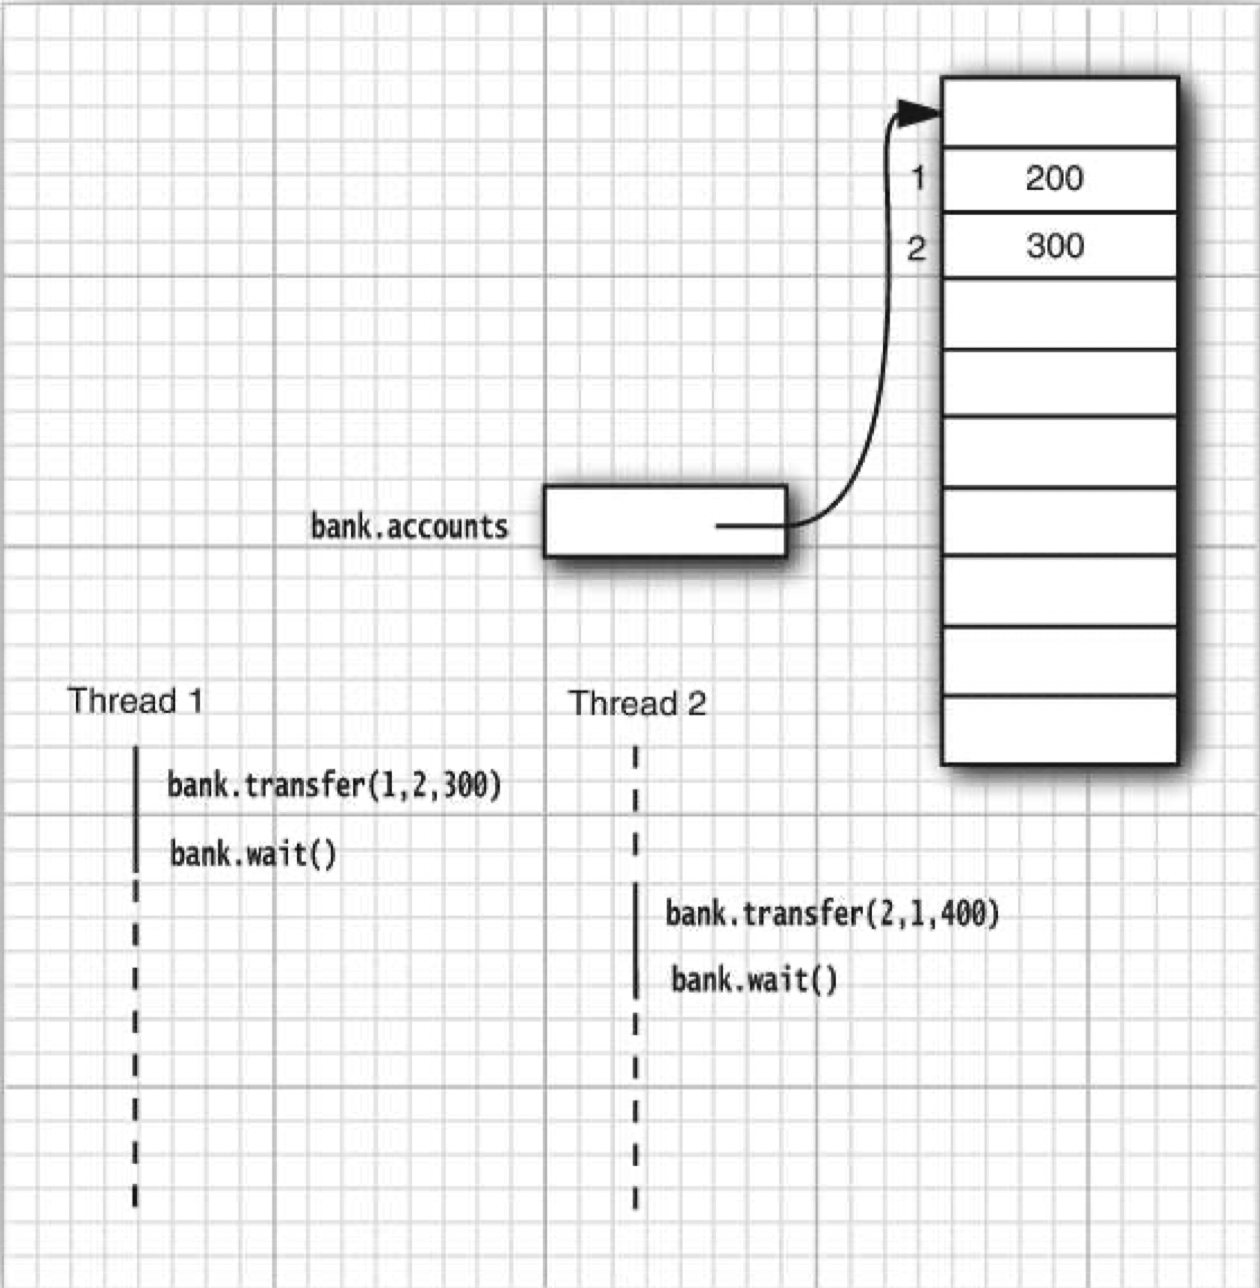 1
200
2
300
bank.accounts
Thread 1
Thread 2
bank.transfer(1,2,300)
bank.wait()
bank.transfer(2,1,400)
bank.wait()